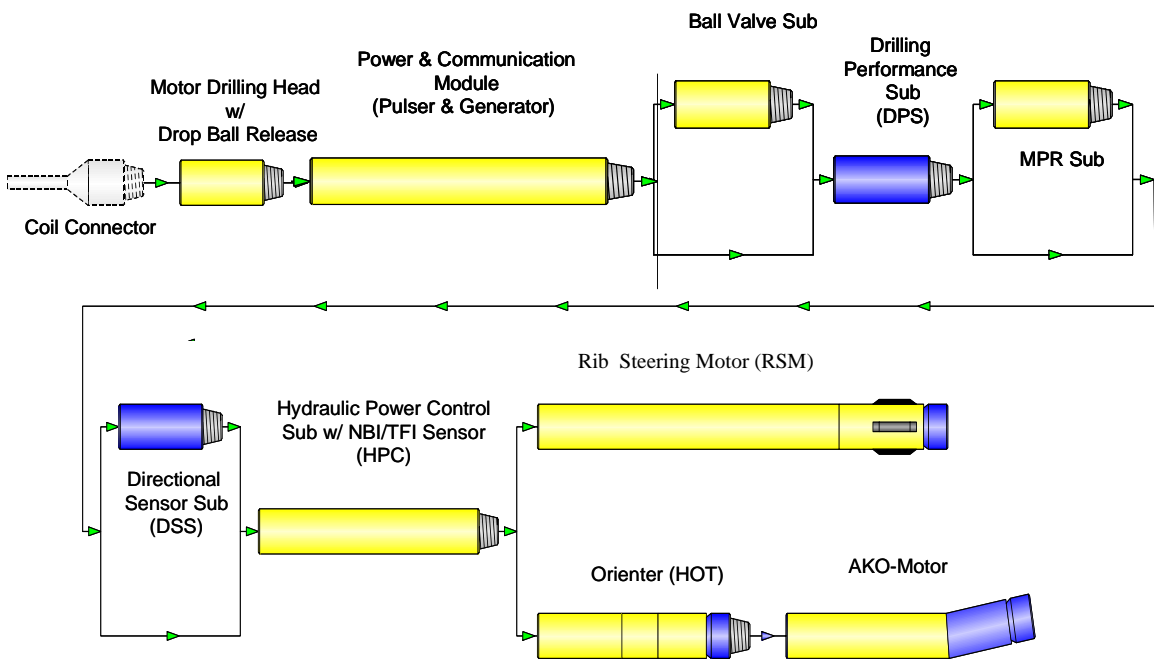 Ball Valve Sub
Drilling
Performance
Sub
(DPS)
Power & Communication
Module
(Pulser & Generator)
Motor Drilling Head
w/
Drop Ball Release
MPR Sub
Coil Connector
Rib Steering Motor (RSM)
Hydraulic Power Control
Sub w/ NBI/TFI Sensor
(HPC)
Directional
Sensor Sub
(DSS)
Orienter (HOT)
AKO-Motor